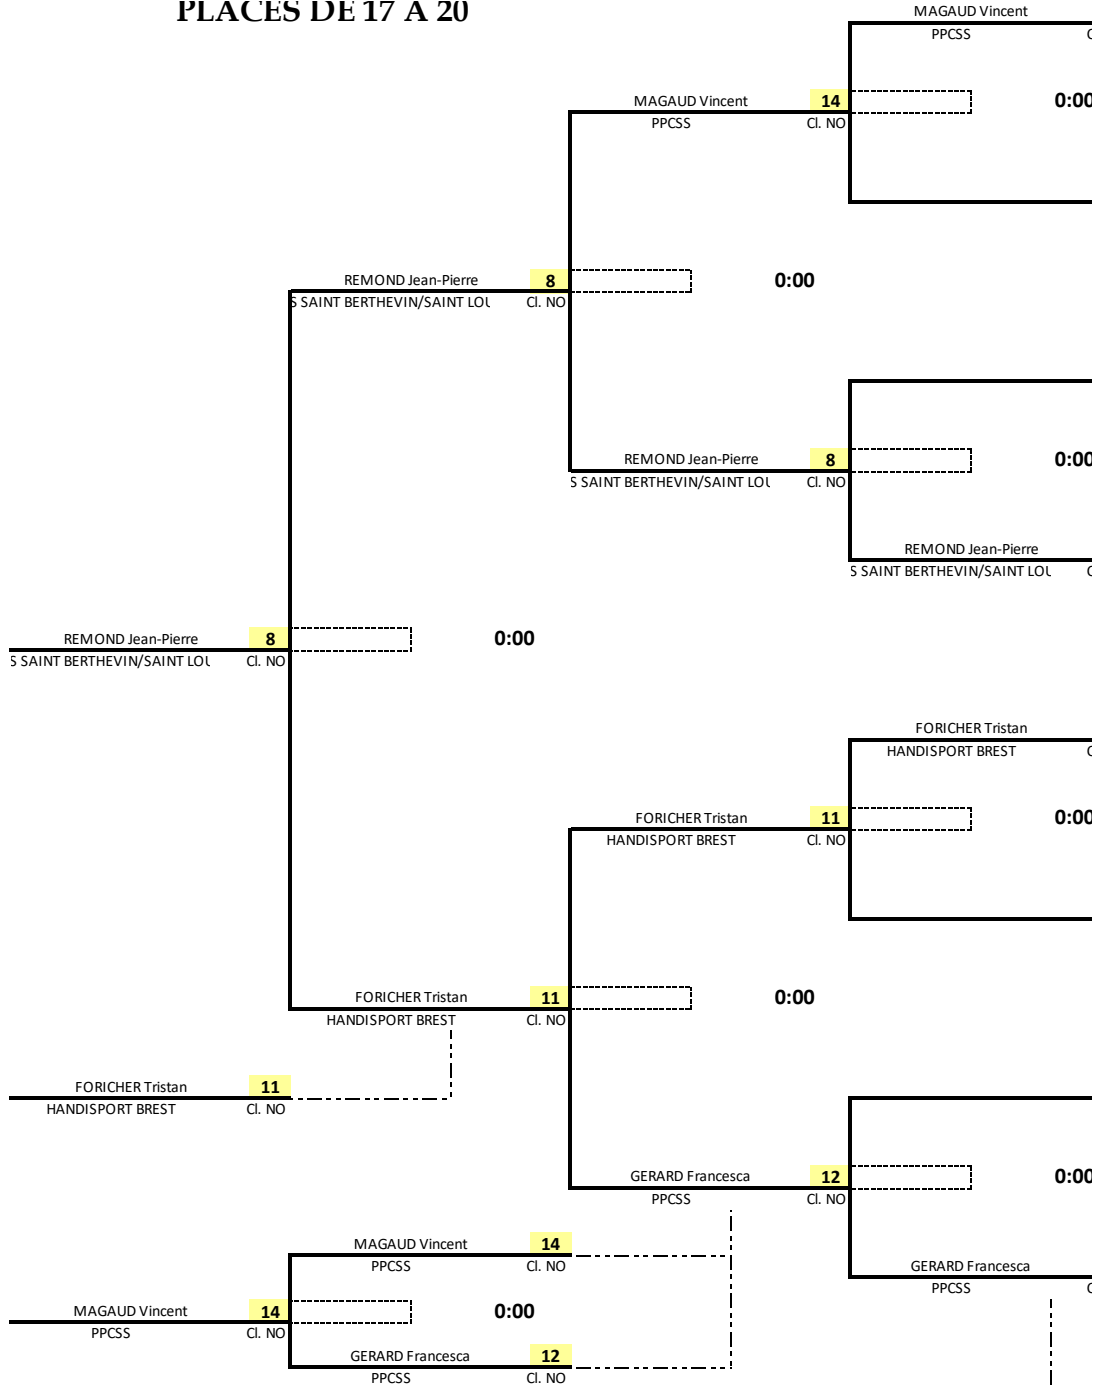 PLACES DE 17 A 20
MAGAUD Vincent
PPCSS
MAGAUD Vincent 14 0:00
PPCSS Cl. NO
REMOND Jean-Pierre 8 0:00
S SAINT BERTHEVIN/SAINT LOU Cl. NO
REMOND Jean-Pierre 8 0:00
S SAINT BERTHEVIN/SAINT LOU Cl. NO
REMOND Jean-Pierre
S SAINT BERTHEVIN/SAINT LOU
REMOND Jean-Pierre 8 0:00
S SAINT BERTHEVIN/SAINT LOU Cl. NO
FORICHER Tristan
HANDISPORT BREST
FORICHER Tristan 11 0:00
HANDISPORT BREST Cl. NO
FORICHER Tristan 11 0:00
HANDISPORT BREST Cl. NO
FORICHER Tristan 11
HANDISPORT BREST Cl. NO
GERARD Francesca 12 0:00
PPCSS Cl. NO
MAGAUD Vincent 14
PPCSS Cl. NO
GERARD Francesca
PPCSS
MAGAUD Vincent 14 0:00
PPCSS Cl. NO
GERARD Francesca 12
PPCSS Cl. NO